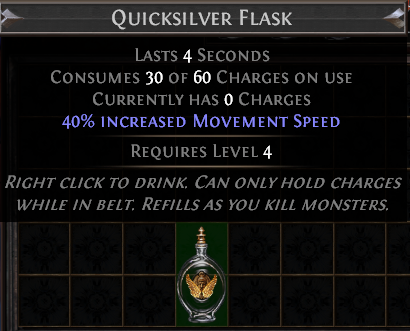 Quicksilver Flask
Lasts 4 Seconds
Consumes 30 of 60 Charges on use
Currently has 0 Charges
40% increased Movement Speed
Requires Level 4
Right click to drink. Can only hold charges
while in belt. Refills as you kill monsters.